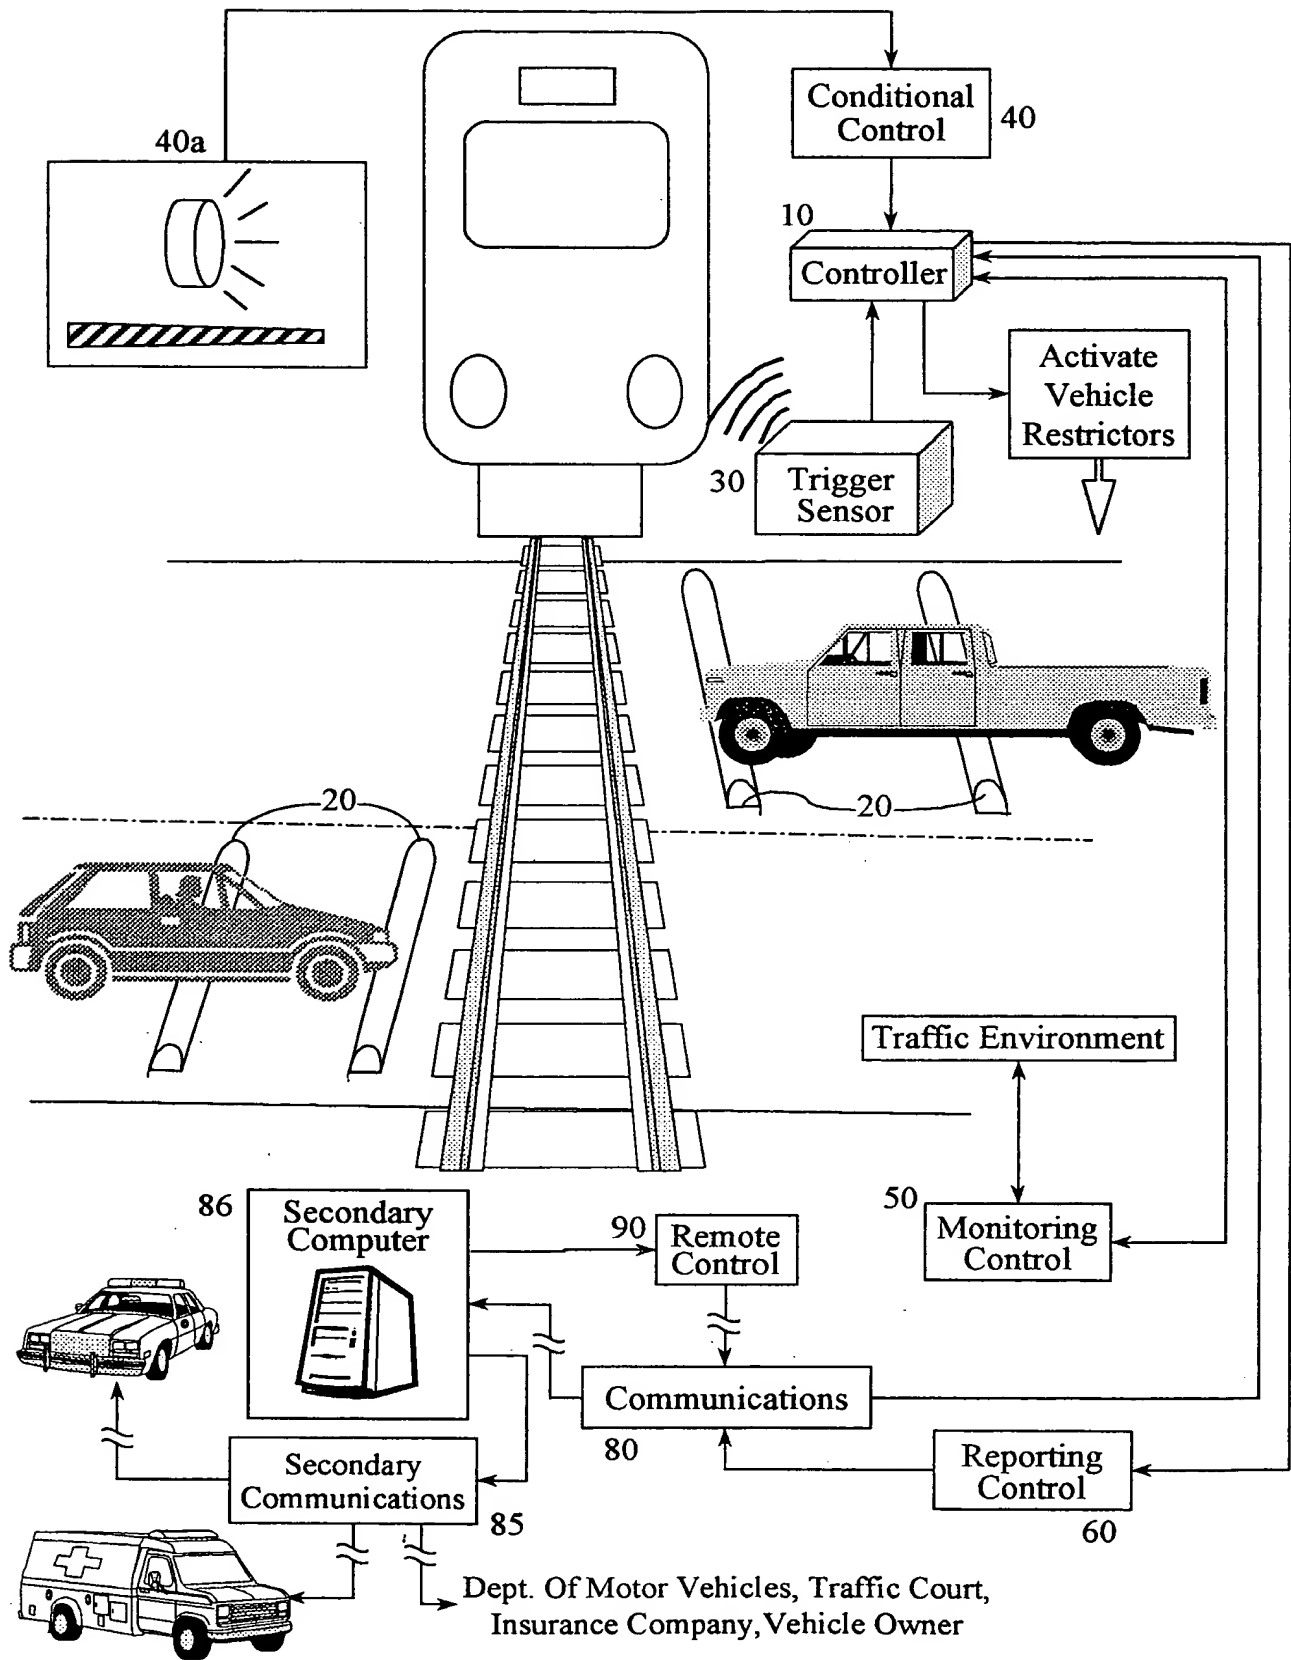 40a
Conditional
Control
40
10
Controller
Activate
Vehicle
Restrictors
30
Trigger
Sensor
20
20
Traffic Environment
50
Monitoring
Control
86
Secondary
Computer
90
Remote
Control
Communications
80
Reporting
Control
60
Secondary
Communications
85
Dept. Of Motor Vehicles, Traffic Court,
Insurance Company, Vehicle Owner